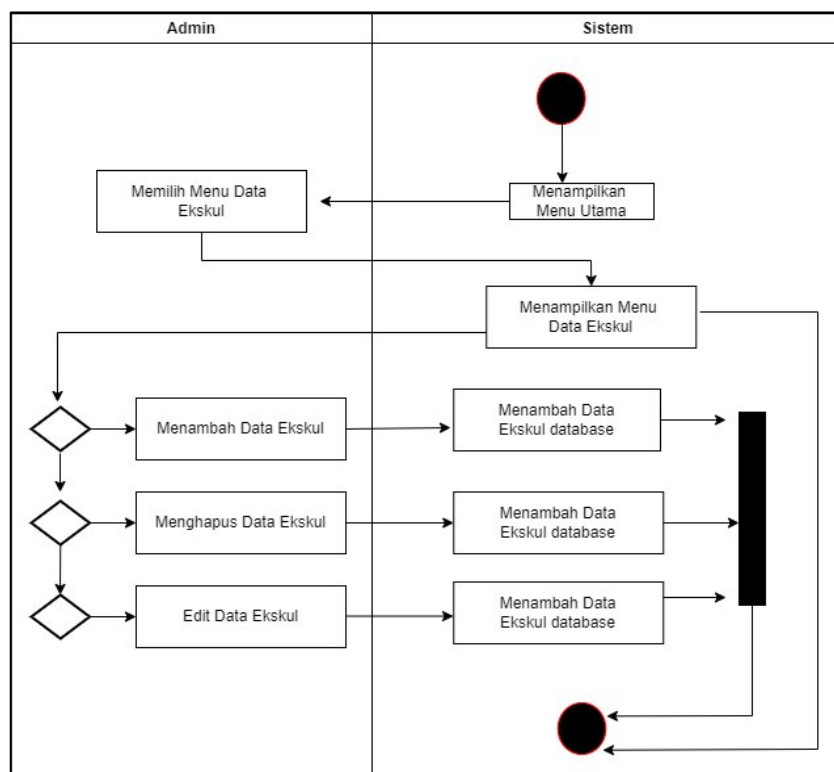 Admin
Sistem
Memilih Menu Data
Ekskul
Menampilkan
Menu Utama
Menampilkan Menu
Data Ekskul
Menambah Data Ekskul
Menambah Data
Ekskul database
Menghapus Data Ekskul
Menambah Data
Ekskul database
Edit Data Ekskul
Menambah Data
Ekskul database